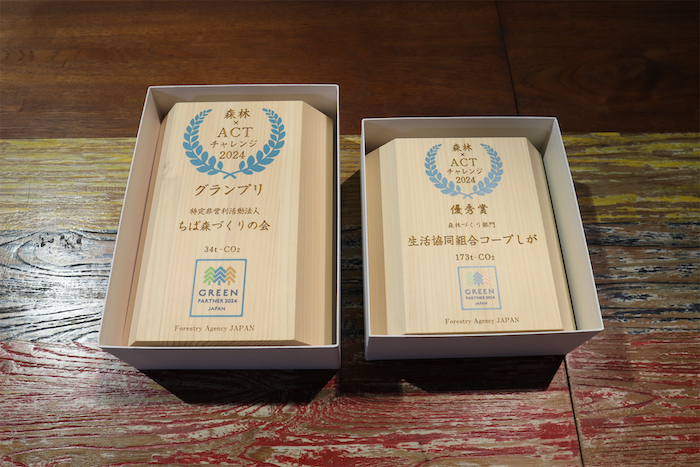 森林
×
ACT
チャレンジ
2024
グランプリ
特定非営利活動法人
ちば森づくりの会
34t-CO₂
GREEN
PARTNER 2024
JAPAN
Forestry Agency JAPAN
森林
×
ACT
チャレンジ
2024
優秀賞
森林づくり部門
生活協同組合コープしが
173t-CO₂
GREEN
PARTNER 2024
JAPAN
Forestry Agency JAPAN